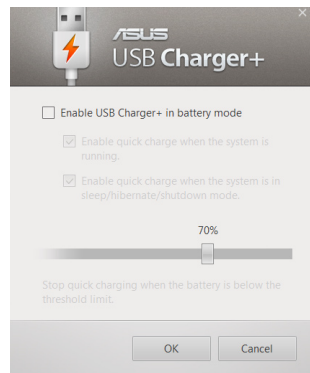 ASUS
USB Charger+
Enable USB Charger+ in battery mode
Enable quick charge when the system is
running.
Enable quick charge when the system is in
sleep/hibernate/shutdown mode.
70%
Stop quick charging when the battery is below the
threshold limit.
OK Cancel